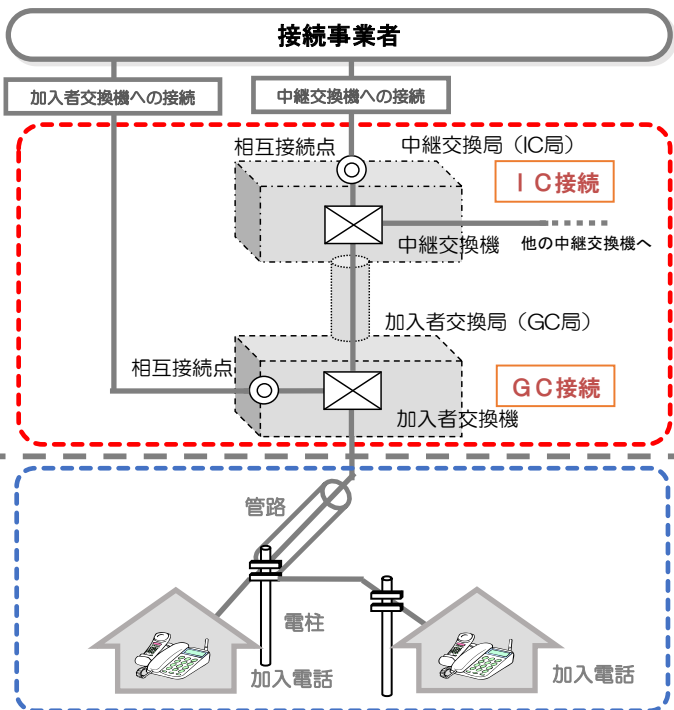 接続事業者
加入者交換機への接続
中継交換機への接続
相互接続点
中継交換局（IC局）
ＩＣ接続
中継交換機
他の中継交換機へ
加入者交換局（GC局）
相互接続点
ＧＣ接続
加入者交換機
管路
電柱
加入電話
加入電話